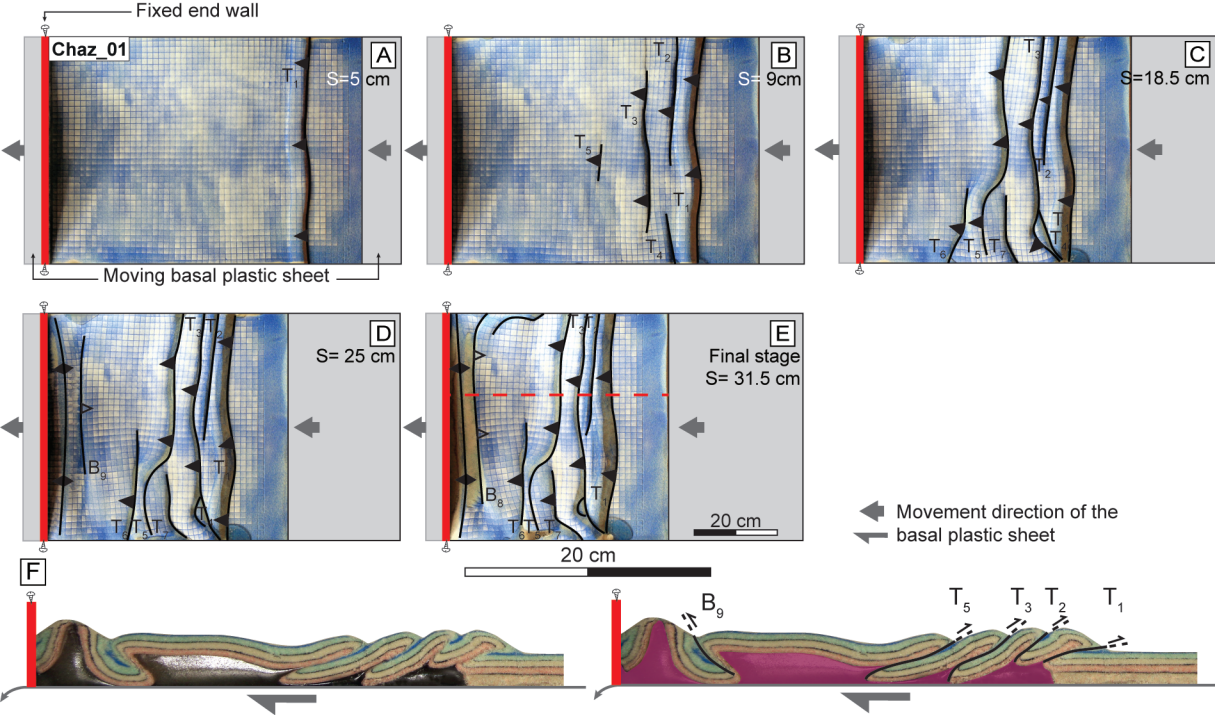 Fixed end wall
Chaz_01
A
S=5 cm
T1
Moving basal plastic sheet
B
S= 9cm
T2
T3
T5
T1
T4
C
S=18.5 cm
T3
T2
T1
T6 T5 T7 T4
D
S= 25 cm
T3 T2
B9
T
T6 T5 T7 T4
E
Final stage
S= 31.5 cm
T3 T
B8
T1
T6 T T
20 cm
20 cm
Movement direction of the
basal plastic sheet
F
B9
T5 T3 T2 T1